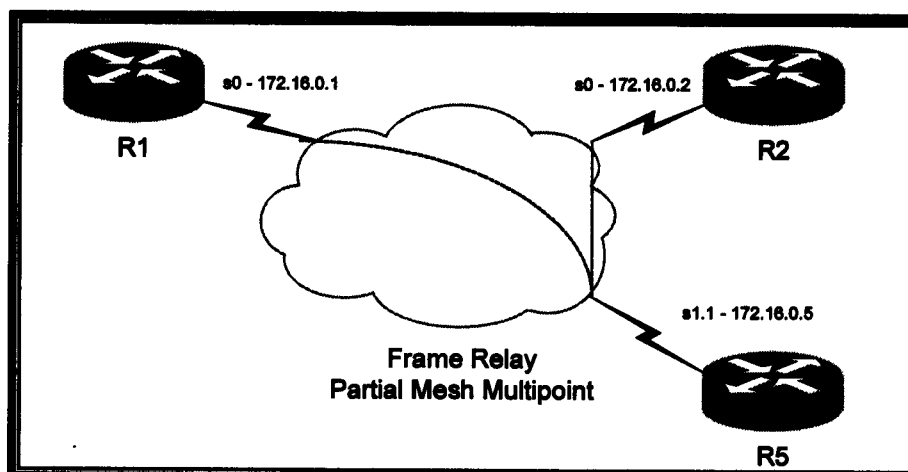 s0 - 172.16.0.1
R1
s0 - 172.16.0.2
R2
s1.1 - 172.16.0.5
Frame Relay
Partial Mesh Multipoint
R5